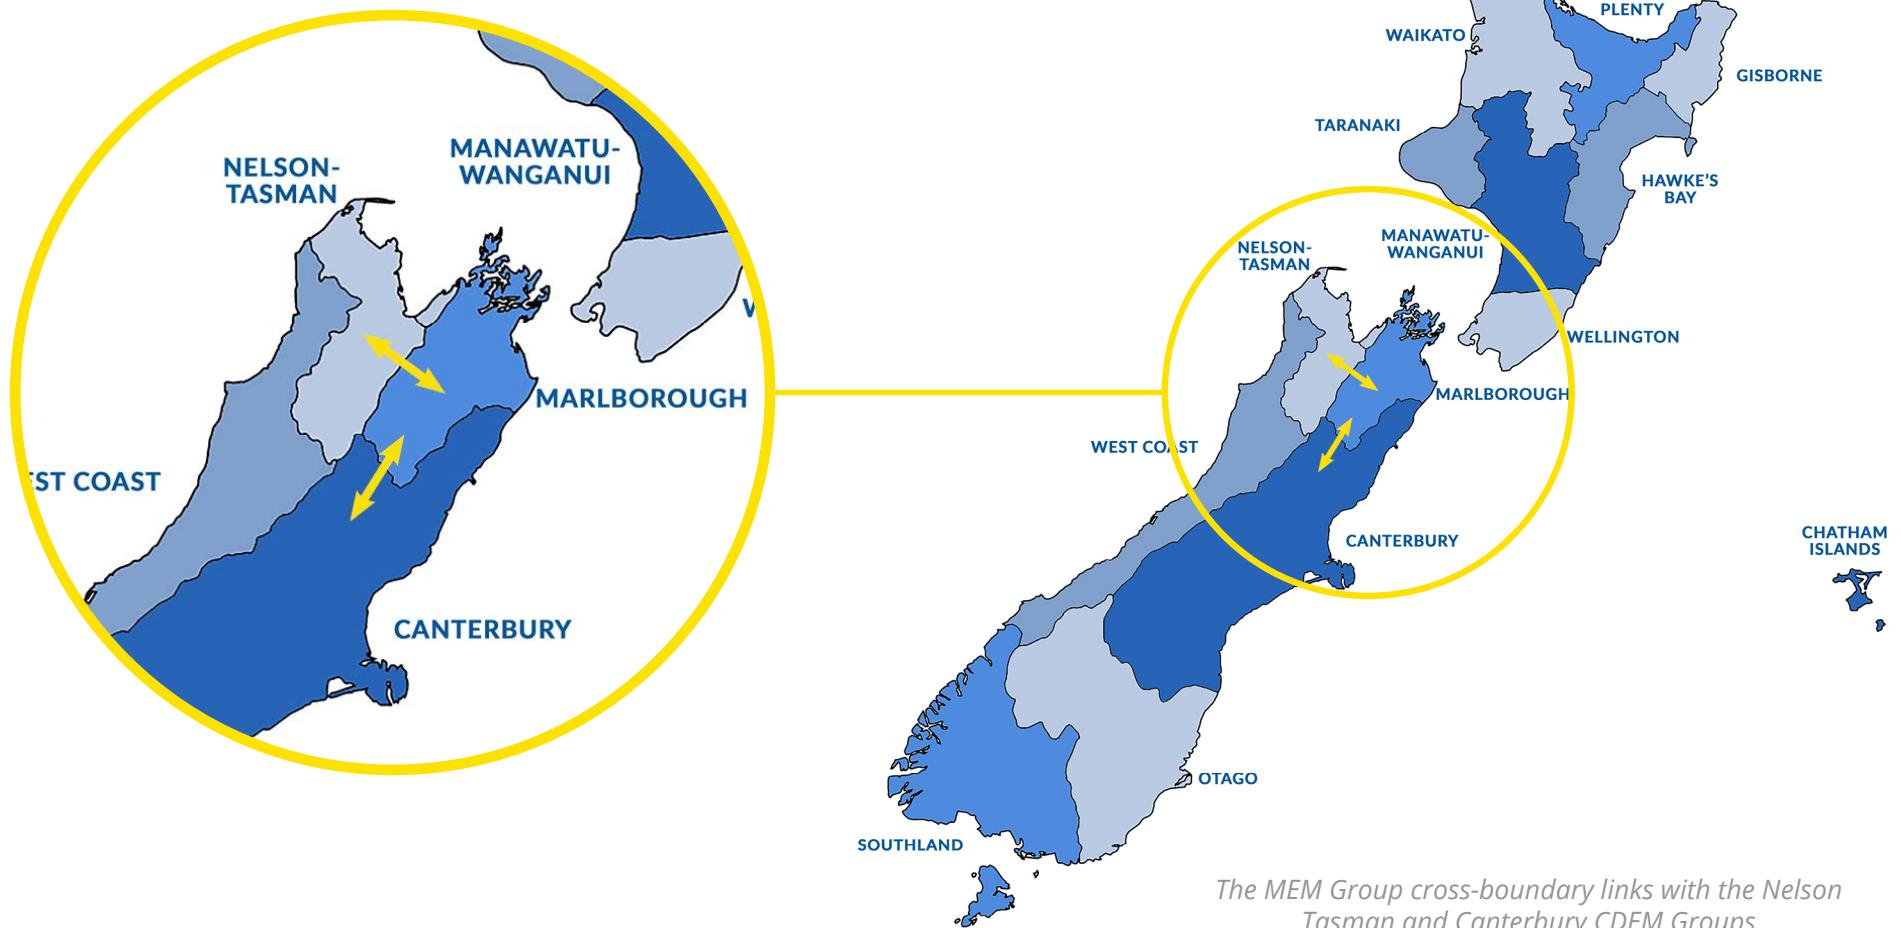 NELSON-
TASMAN
MANAWATU-
WANGANUI
MARLBOROUGH
ST COAST
CANTERBURY
PLENTY
WAIKATO
GISBORNE
TARANAKI
HAWKE'S
BAY
MANAWATU-
WANGANUI
NELSON-
TASMAN
WELLINGTON
MARLBOROUGH
WEST COAST
CANTERBURY
CHATHAM
ISLANDS
OTAGO
SOUTHLAND
The MEM Group cross-boundary links with the Nelson
Tasman and Canterbury CDEM Groups